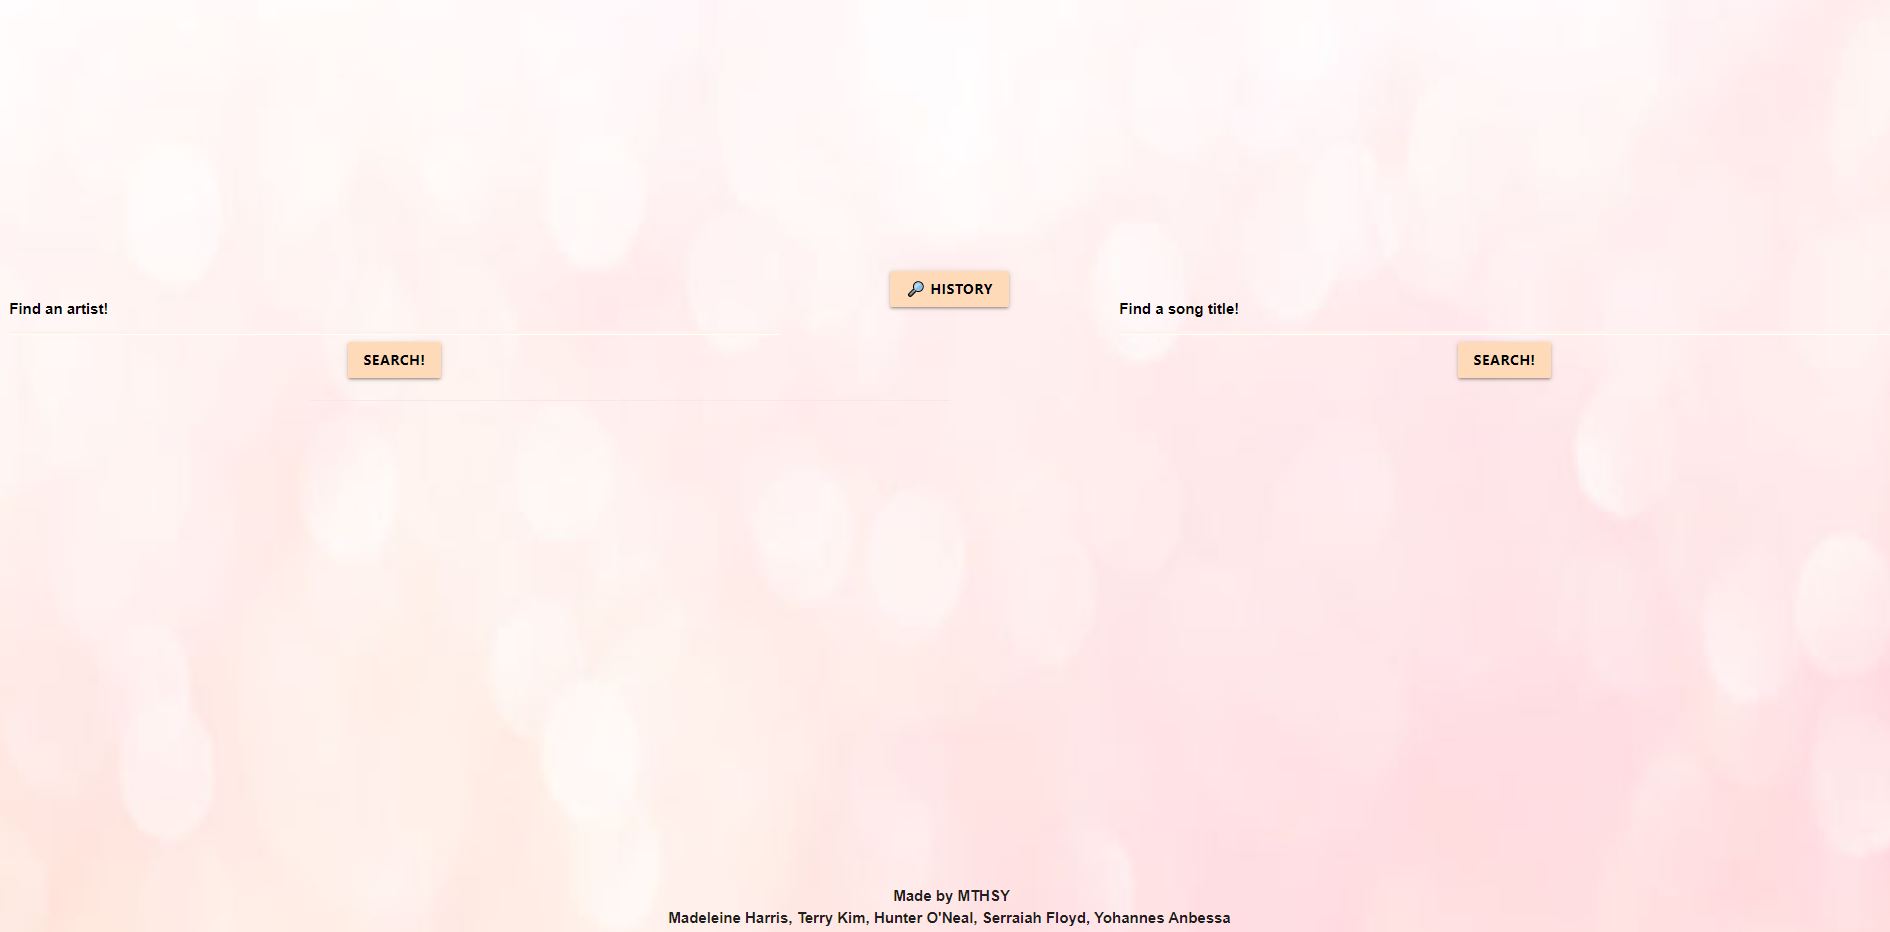 🔎 HISTORY
Find an artist!
Find a song title!
SEARCH!
SEARCH!
Made by MTHSY
Madeleine Harris, Terry Kim, Hunter O'Neal, Serraiah Floyd, Yohannes Anbessa